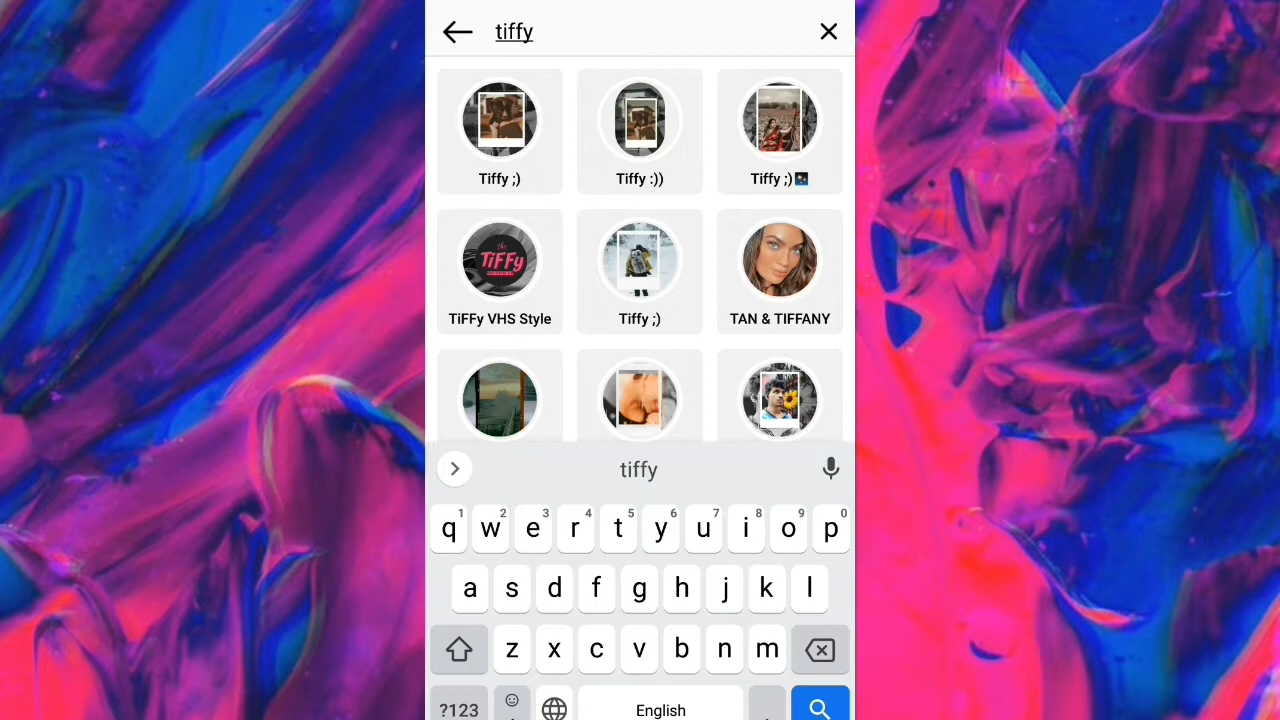 tiffy
Tiffy ;)
Tiffy :))
Tiffy ;)
the
TiFFy
TiFFy VHS Style
Tiffy ;)
TAN & TIFFANY
tiffy
q1 w2 e3 r4 t5 y6 u7 i8 o9 p0
a s d f g h j k l
z x c v b n m
?123 English .